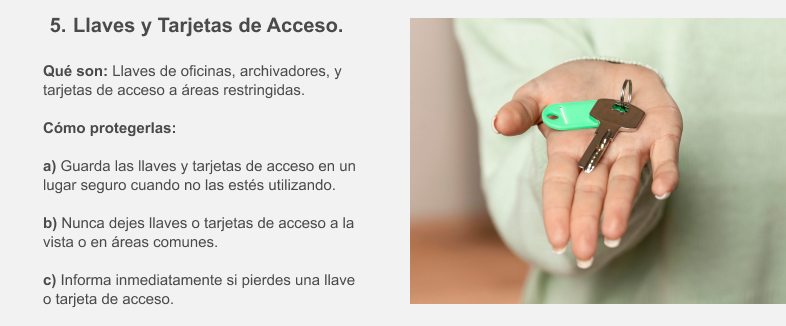 5. Llaves y Tarjetas de Acceso.
Qué son: Llaves de oficinas, archivadores, y
tarjetas de acceso a áreas restringidas.
Cómo protegerlas:
a) Guarda las llaves y tarjetas de acceso en un
lugar seguro cuando no las estés utilizando.
b) Nunca dejes llaves o tarjetas de acceso a la
vista o en áreas comunes.
c) Informa inmediatamente si pierdes una llave
o tarjeta de acceso.